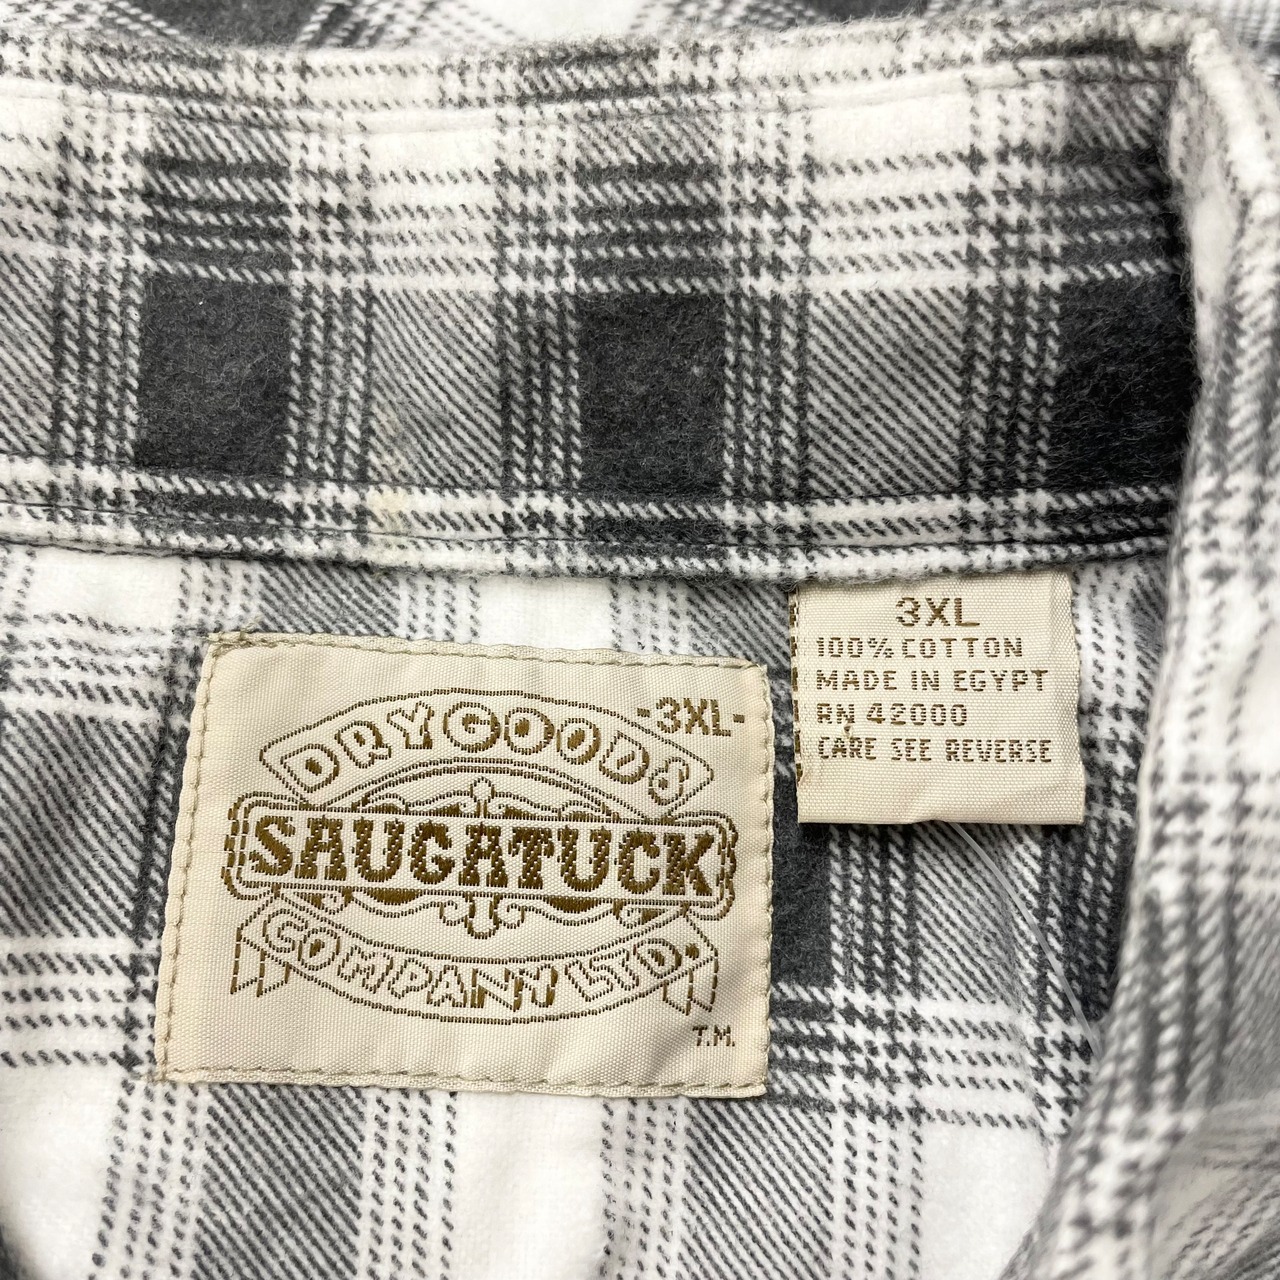 -3XL-
DRY GOODS
SAUGATUCK
COMPANY LTD.
T.M.
3XL
100% COTTON
MADE IN EGYPT
RN 42000
CARE SEE REVERSE